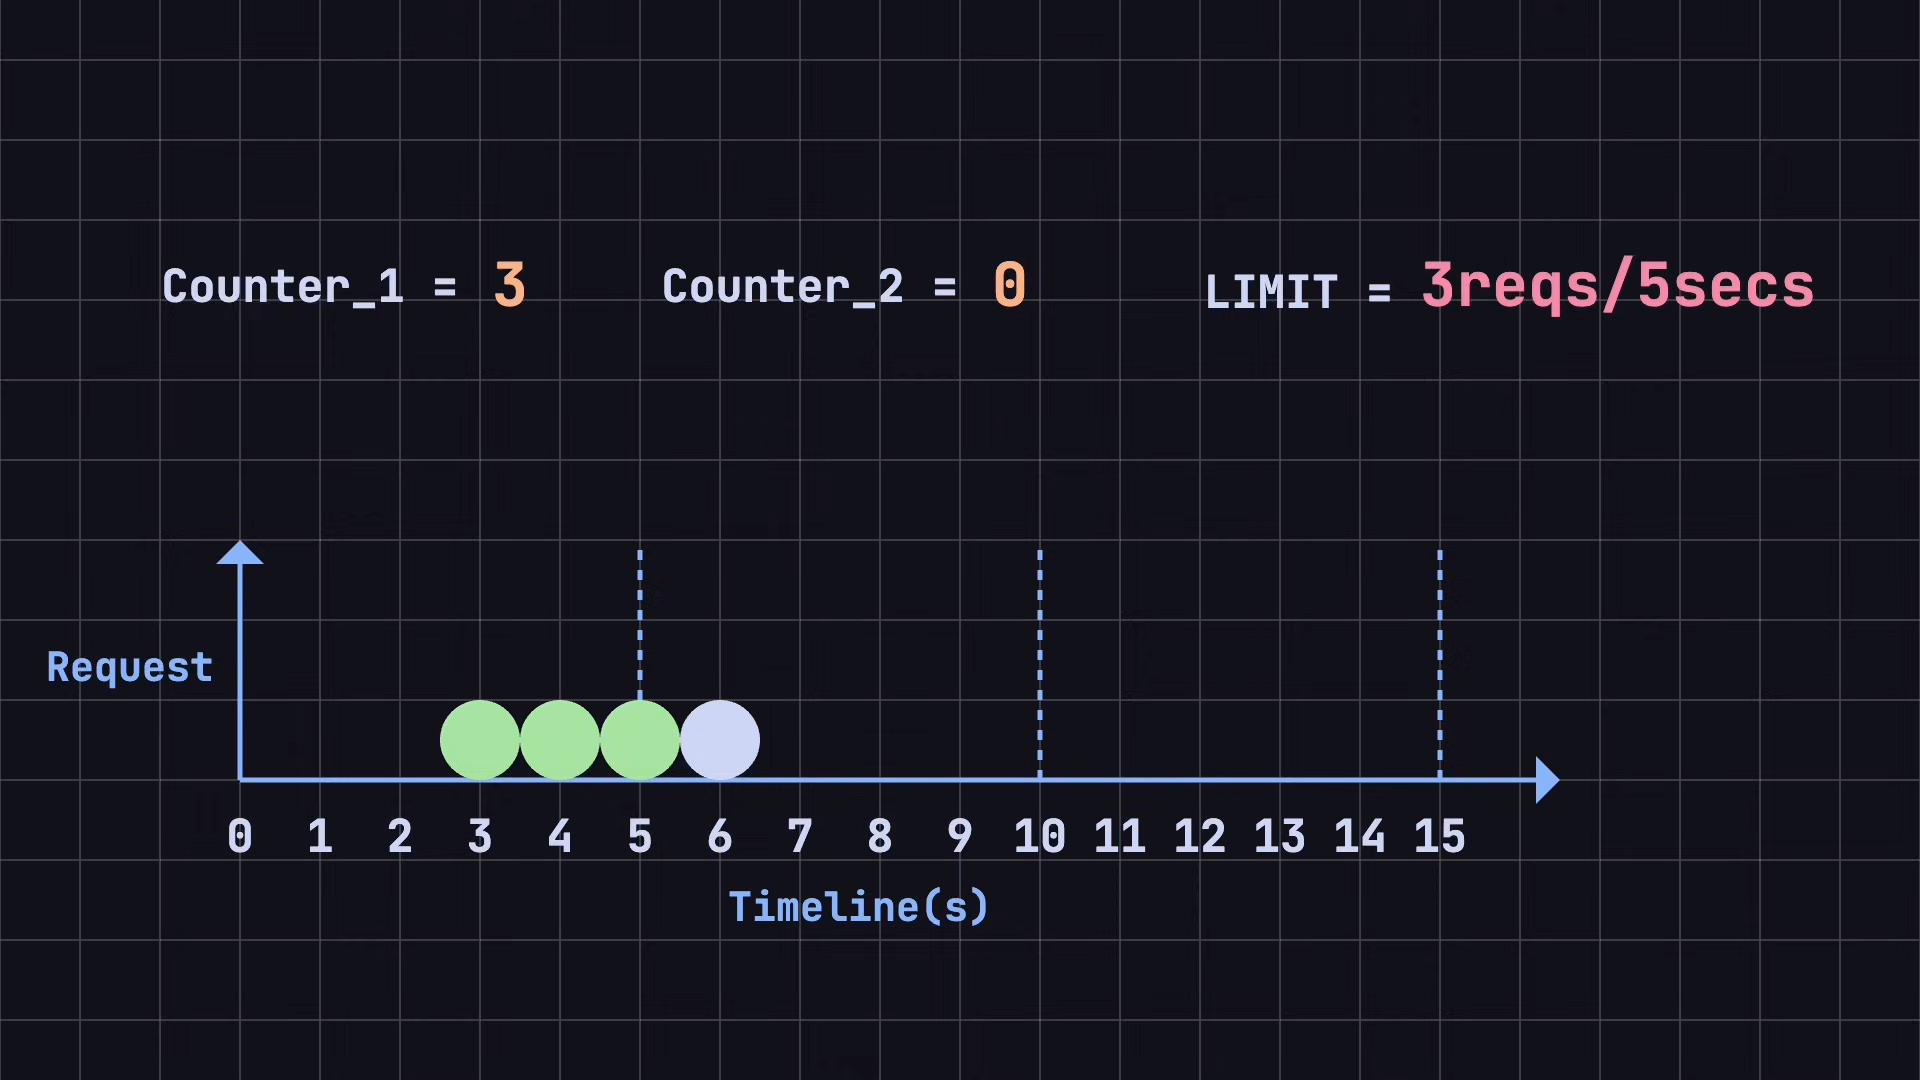 Counter_1 = 3
Counter_2 = 0
LIMIT = 3reqs/5secs
Request
0 1 2 3 4 5 6 7 8 9 10 11 12 13 14 15
Timeline(s)